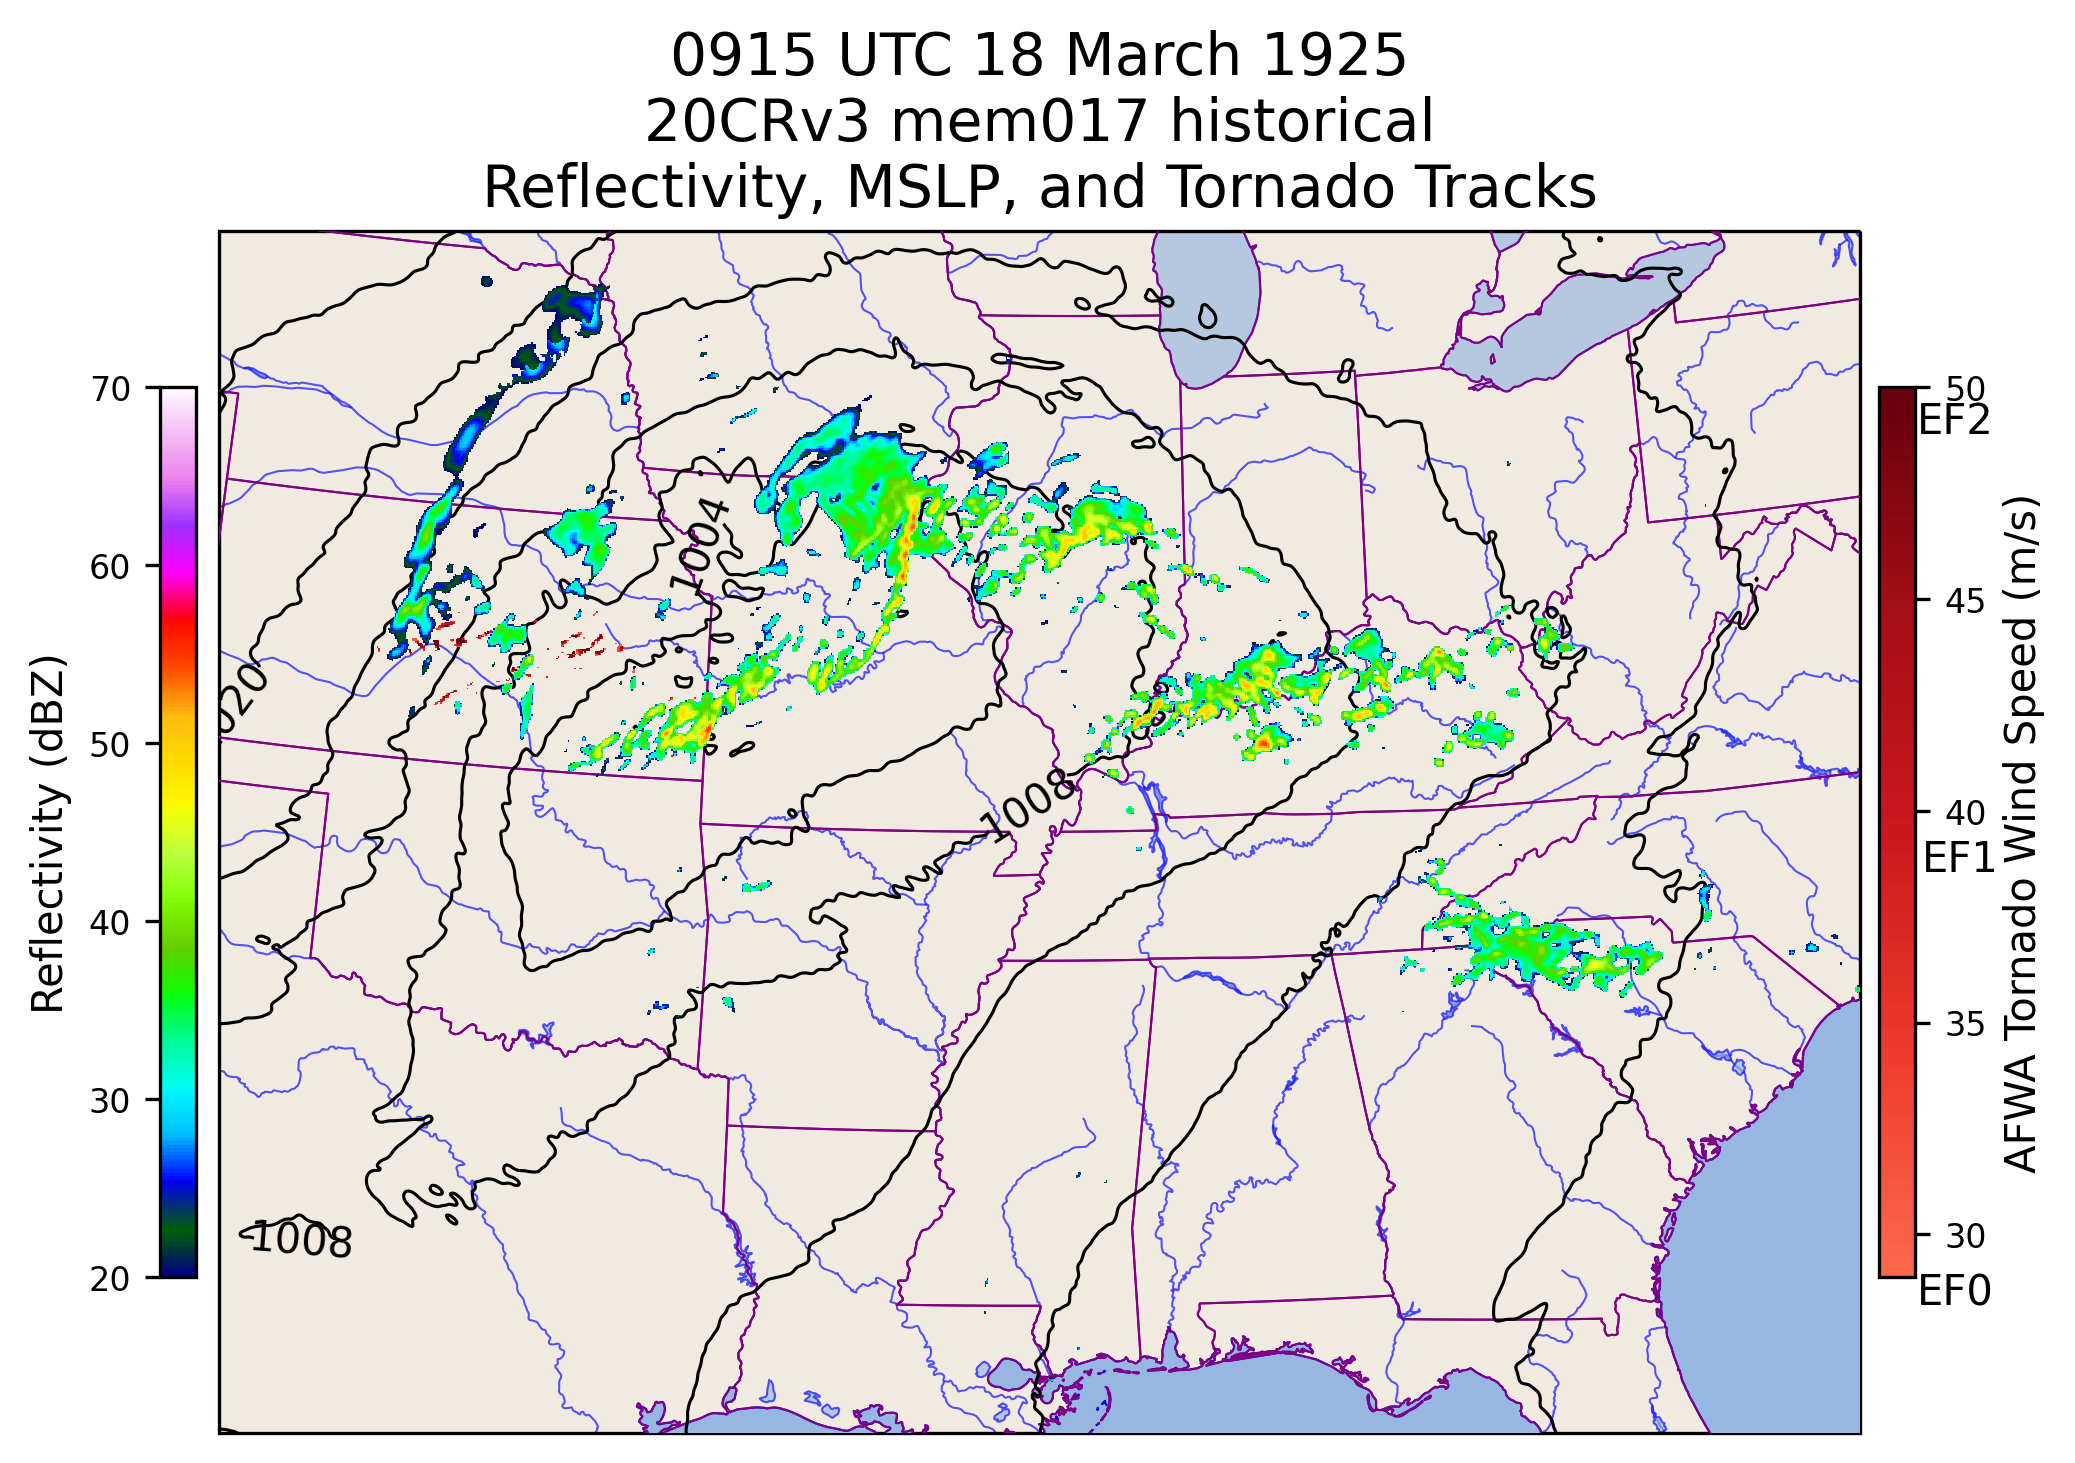 0915 UTC 18 March 1925
20CRv3 mem017 historical
Reflectivity, MSLP, and Tornado Tracks
70
60
50
40
30
20
Reflectivity (dBZ)
1004
1008
1008
020
50
EF2
45
40
EF1
35
30
EF0
AFWA Tornado Wind Speed (m/s)